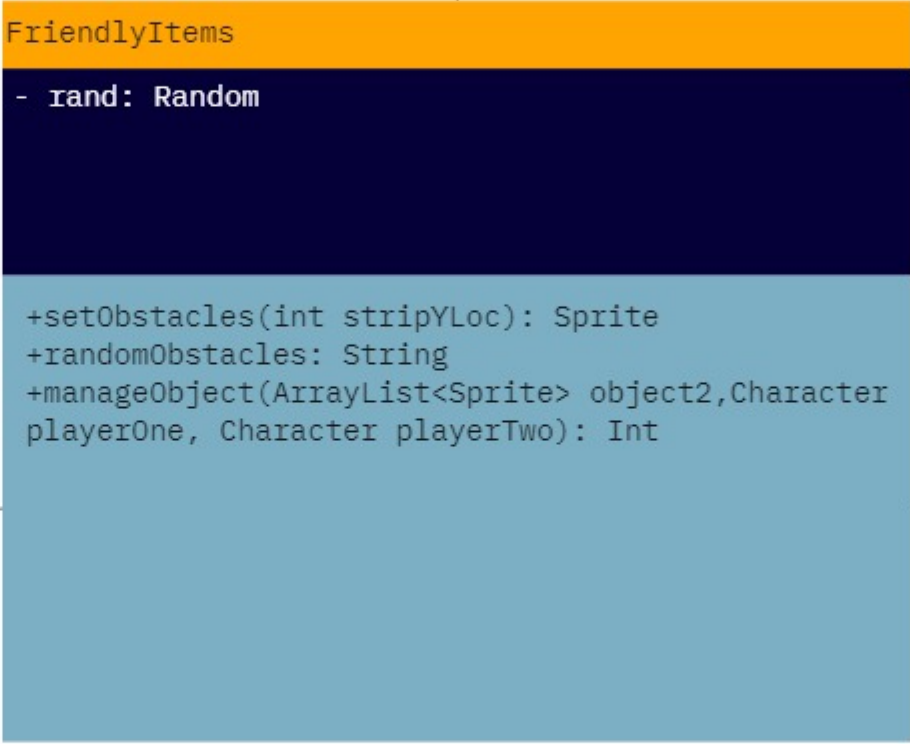 FriendlyItems
- rand: Random
+setObstacles(int stripYLoc): Sprite
+randomObstacles: String
+manageObject(ArrayList<Sprite> object2,Character
playerOne, Character playerTwo): Int